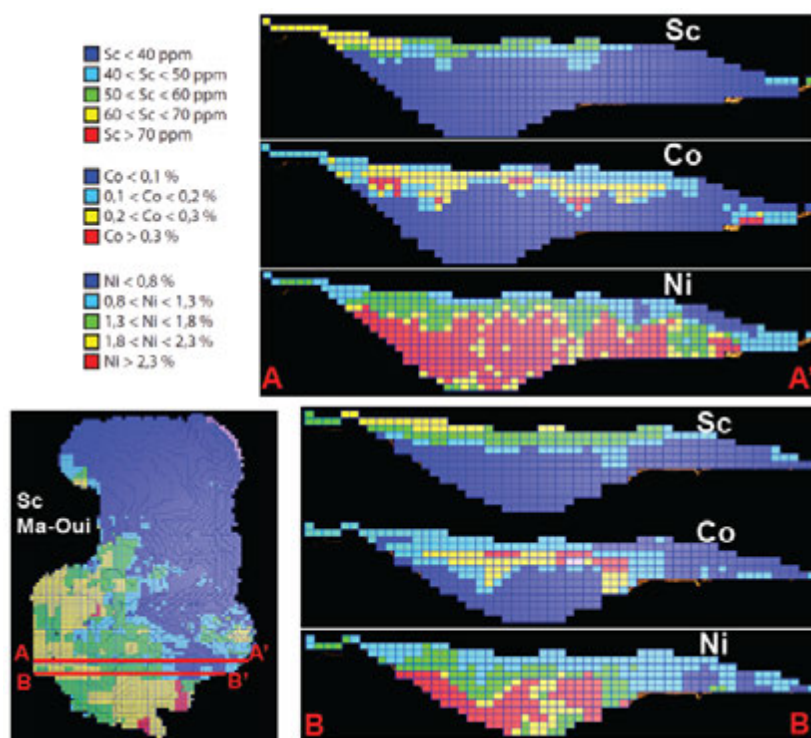 Sc < 40 ppm
40 < Sc < 50 ppm
50 < Sc < 60 ppm
60 < Sc < 70 ppm
Sc > 70 ppm
Co < 0,1 %
0,1 < Co < 0,2 %
0,2 < Co < 0,3 %
Co > 0,3 %
Ni < 0,8 %
0,8 < Ni < 1,3 %
1,3 < Ni < 1,8 %
1,8 < Ni < 2,3 %
Ni > 2,3 %
Sc
Co
Ni
A A'
Sc
Ma-Oui
A A'
B B'
Sc
Co
Ni
B B